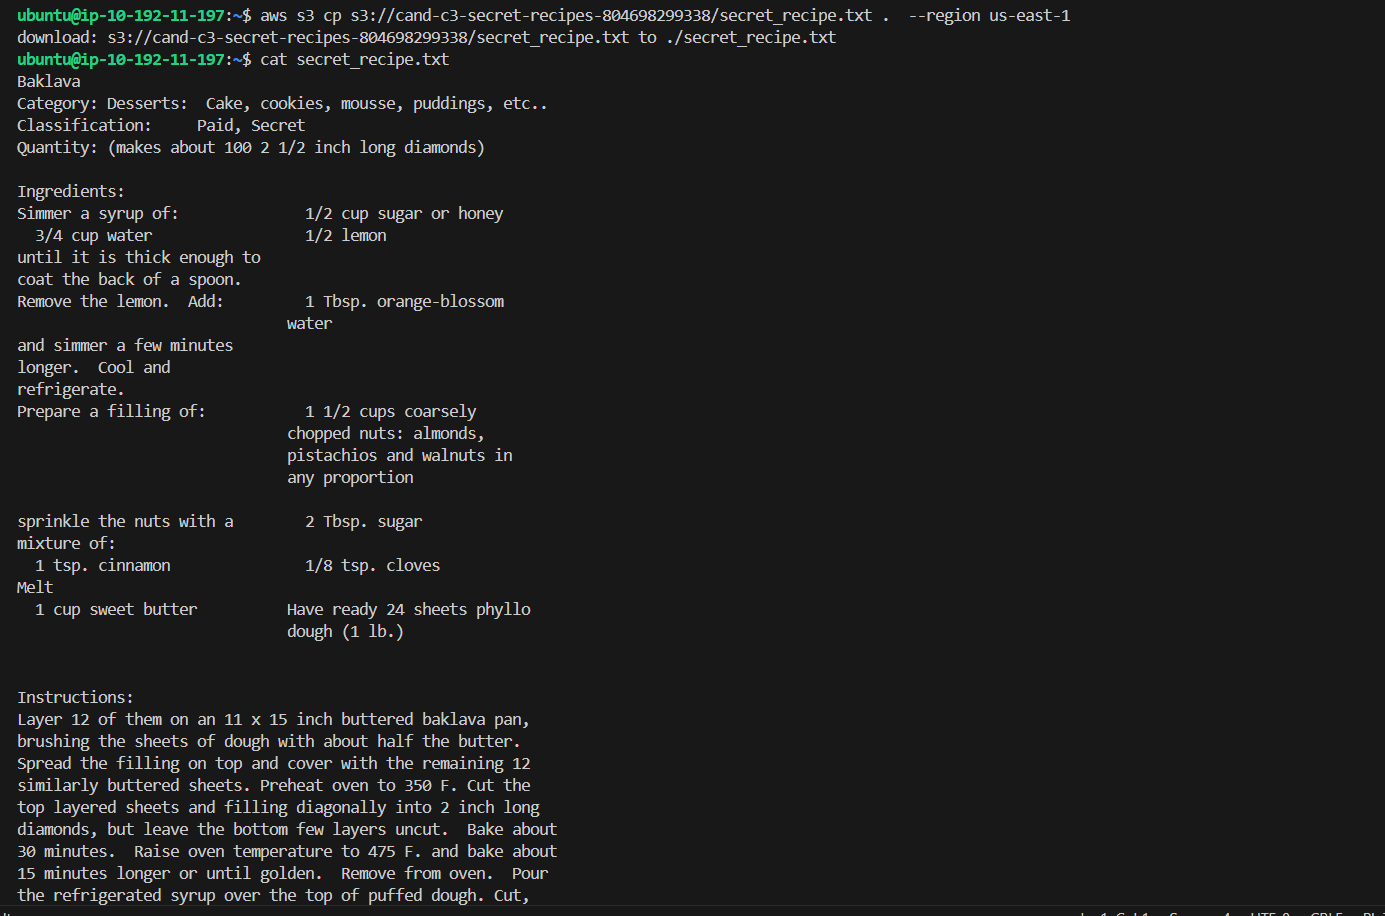 ubuntu@ip-10-192-11-197:~$ aws s3 cp s3://cand-c3-secret-recipes-804698299338/secret_recipe.txt .  --region us-east-1
download: s3://cand-c3-secret-recipes-804698299338/secret_recipe.txt to ./secret_recipe.txt
ubuntu@ip-10-192-11-197:~$ cat secret_recipe.txt
Baklava
Category: Desserts:  Cake, cookies, mousse, puddings, etc..
Classification:     Paid, Secret
Quantity: (makes about 100 2 1/2 inch long diamonds)
Ingredients:
Simmer a syrup of:              1/2 cup sugar or honey
  3/4 cup water                 1/2 lemon
until it is thick enough to
coat the back of a spoon.
Remove the lemon.  Add:         1 Tbsp. orange-blossom
                              water
and simmer a few minutes
longer.  Cool and
refrigerate.
Prepare a filling of:           1 1/2 cups coarsely
                              chopped nuts: almonds,
                              pistachios and walnuts in
                              any proportion
sprinkle the nuts with a        2 Tbsp. sugar
mixture of:
  1 tsp. cinnamon               1/8 tsp. cloves
Melt
  1 cup sweet butter          Have ready 24 sheets phyllo
                              dough (1 lb.)
Instructions:
Layer 12 of them on an 11 x 15 inch buttered baklava pan,
brushing the sheets of dough with about half the butter.
Spread the filling on top and cover with the remaining 12
similarly buttered sheets. Preheat oven to 350 F. Cut the
top layered sheets and filling diagonally into 2 inch long
diamonds, but leave the bottom few layers uncut.  Bake about
30 minutes.  Raise oven temperature to 475 F. and bake about
15 minutes longer or until golden.  Remove from oven.  Pour
the refrigerated syrup over the top of puffed dough. Cut,